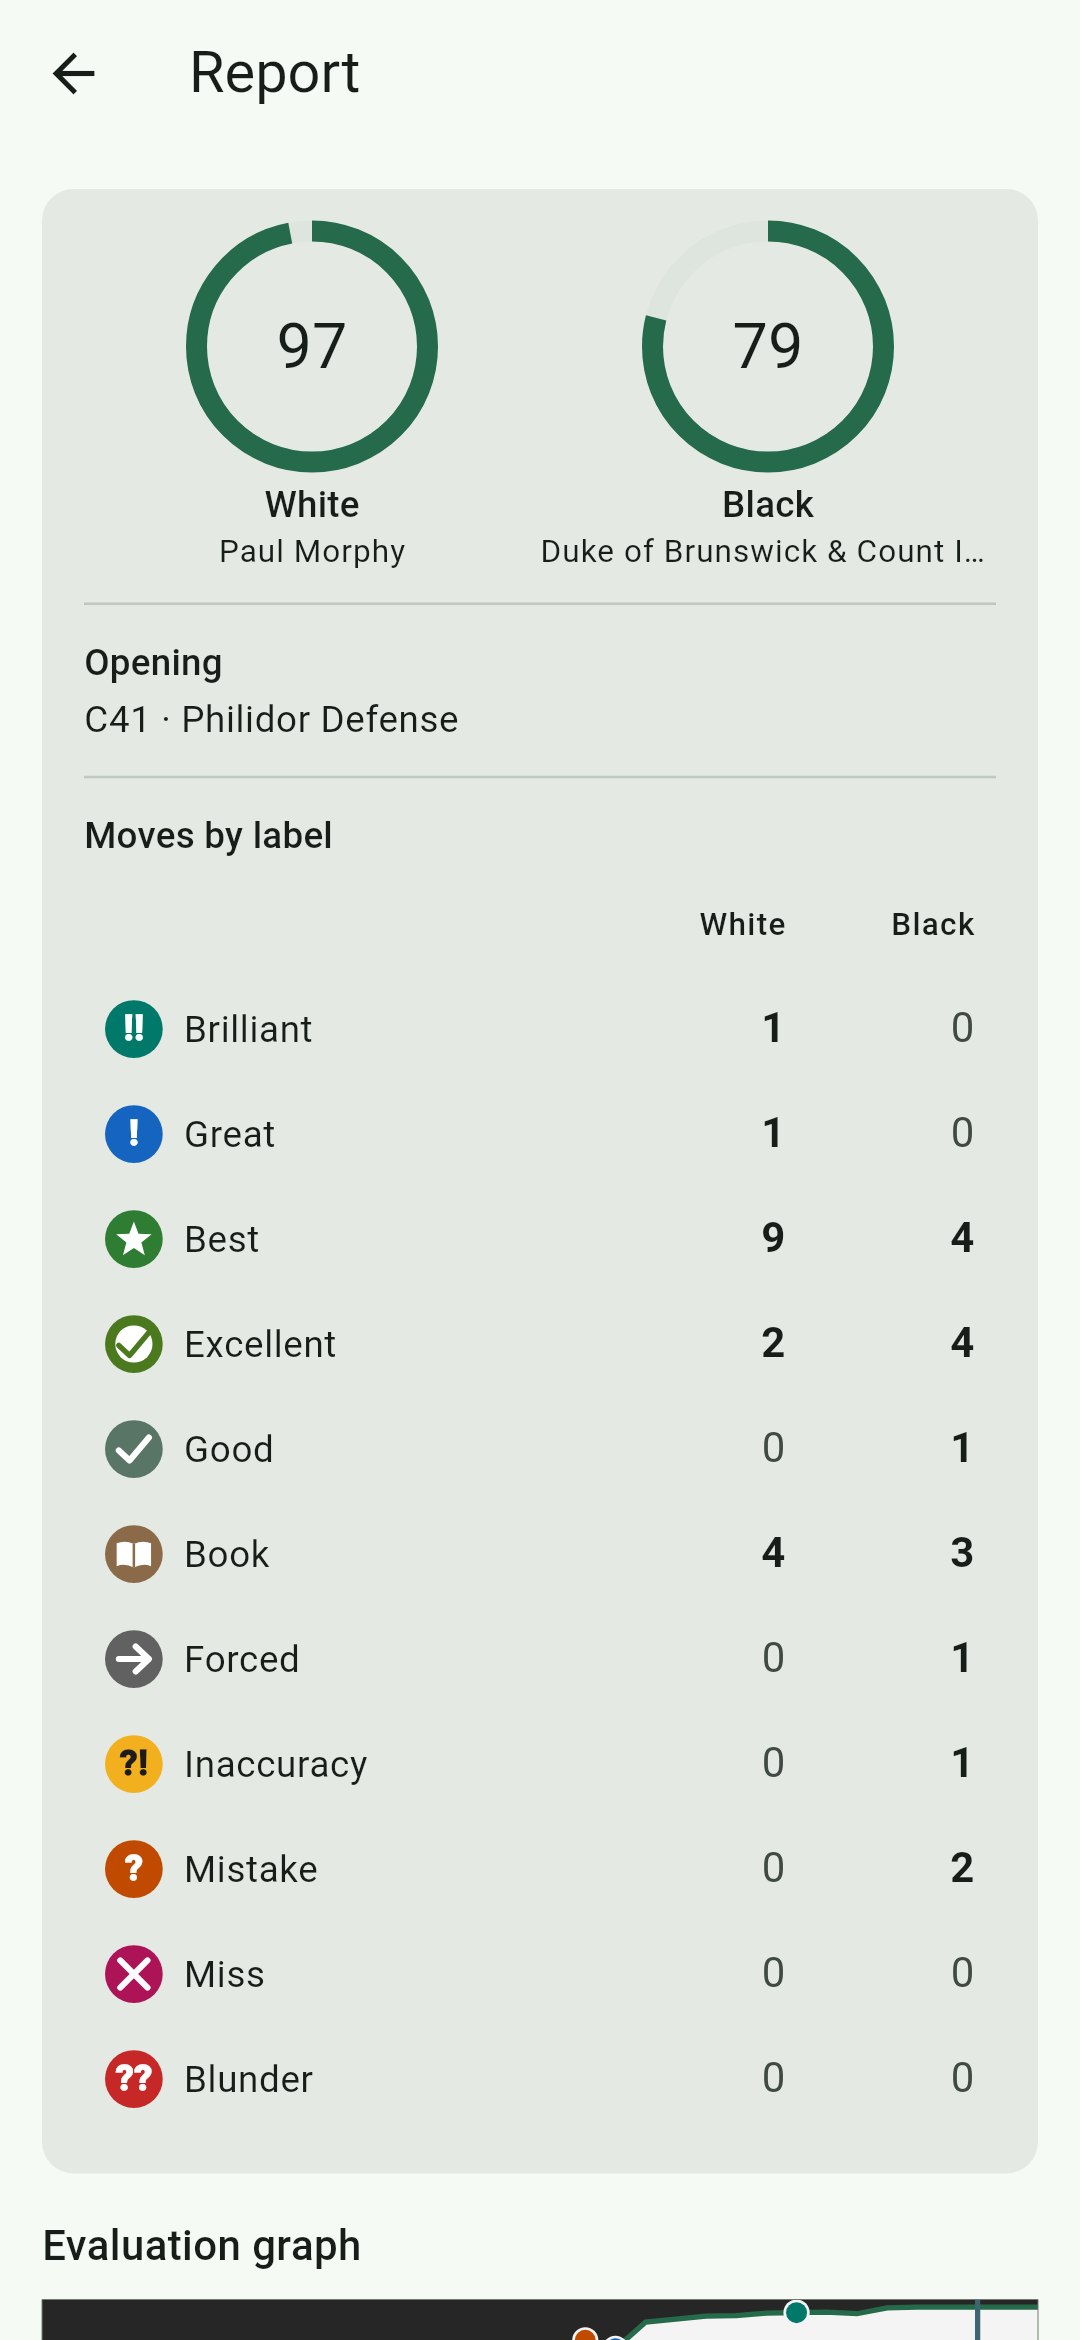 Report
97 79
White Black
Paul Morphy Duke of Brunswick & Count I…
Opening
C41 · Philidor Defense
Moves by label
White Black
!! Brilliant 1 0
! Great 1 0
Best 9 4
Excellent 2 4
Good 0 1
Book 4 3
Forced 0 1
?! Inaccuracy 0 1
? Mistake 0 2
Miss 0 0
?? Blunder 0 0
Evaluation graph